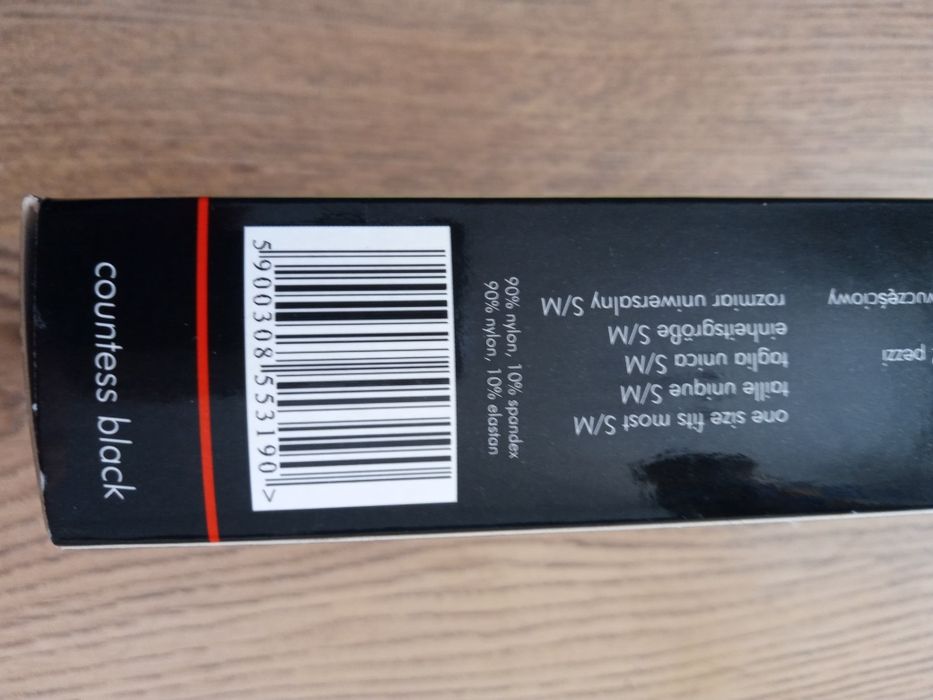 countess black
5 900308 553190 >
90% nylon, 10% spandex
90% nylon, 10% elastan
one size fits most S/M
taille unique S/M
taglia unica S/M
einheitsgröße S/M
rozmiar uniwersalny S/M
pezzi